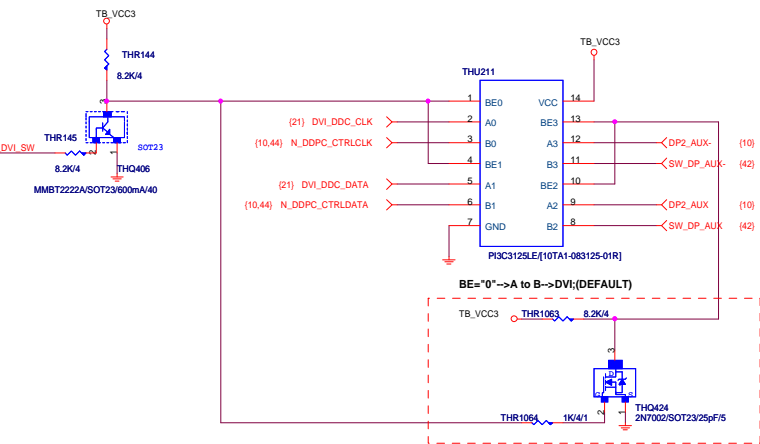 TB_VCC3
THR144
8.2K/4
3
DVI_SW
THR145
8.2K/4
2
1
SOT23
THQ406
MMBT2222A/SOT23/600mA/40
THU211
TB_VCC3
1 BE0 VCC 14
{21} DVI_DDC_CLK 2 A0 BE3 13
{10,44} N_DDPC_CTRLCLK 3 B0 A3 12 DP2_AUX- {10}
4 BE1 B3 11 SW_DP_AUX- {42}
{21} DVI_DDC_DATA 5 A1 BE2 10
{10,44} N_DDPC_CTRLDATA 6 B1 A2 9 DP2_AUX {10}
7 GND B2 8 SW_DP_AUX {42}
PI3C3125LE/[10TA1-083125-01R]
BE="0"-->A to B-->DVI;(DEFAULT)
TB_VCC3 THR1063 8.2K/4
3
D
G S
2 1
THQ424
2N7002/SOT23/25pF/5
THR1064 1K/4/1